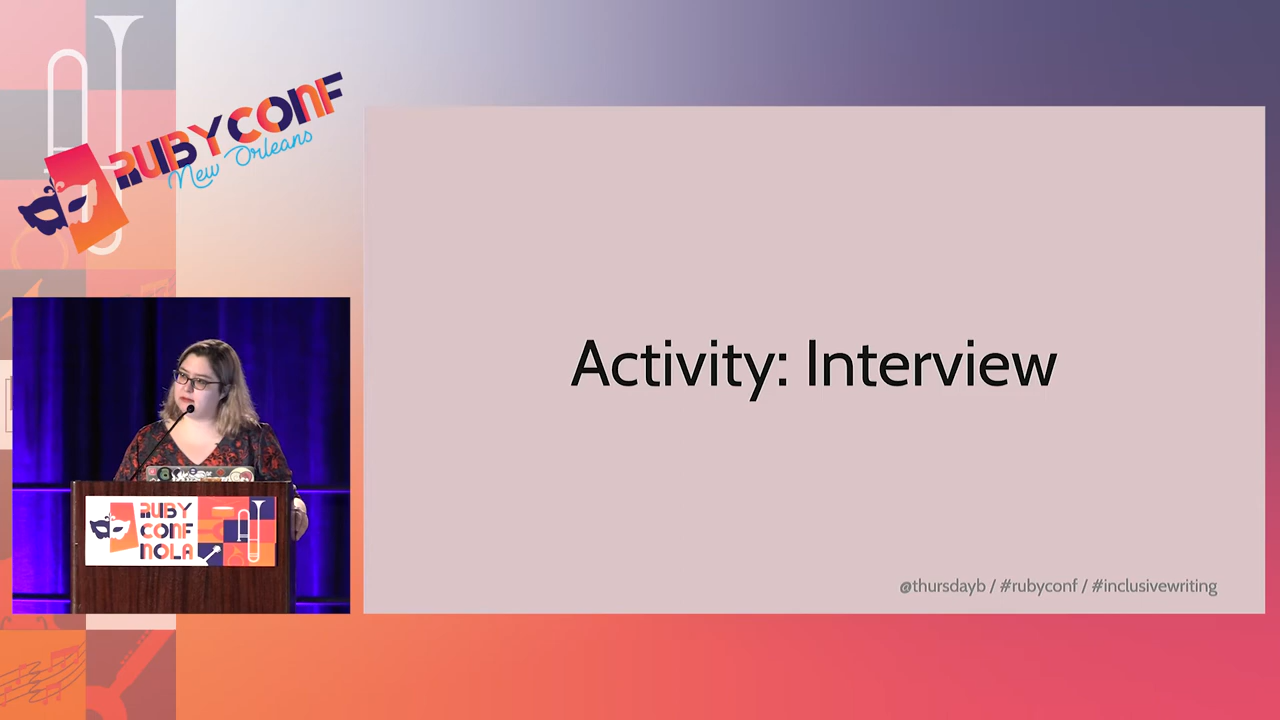 RUBYCONF
New Orleans
Activity: Interview
@thursdayb / #rubyconf / #inclusivewriting
RUBY
CONF
NOLA